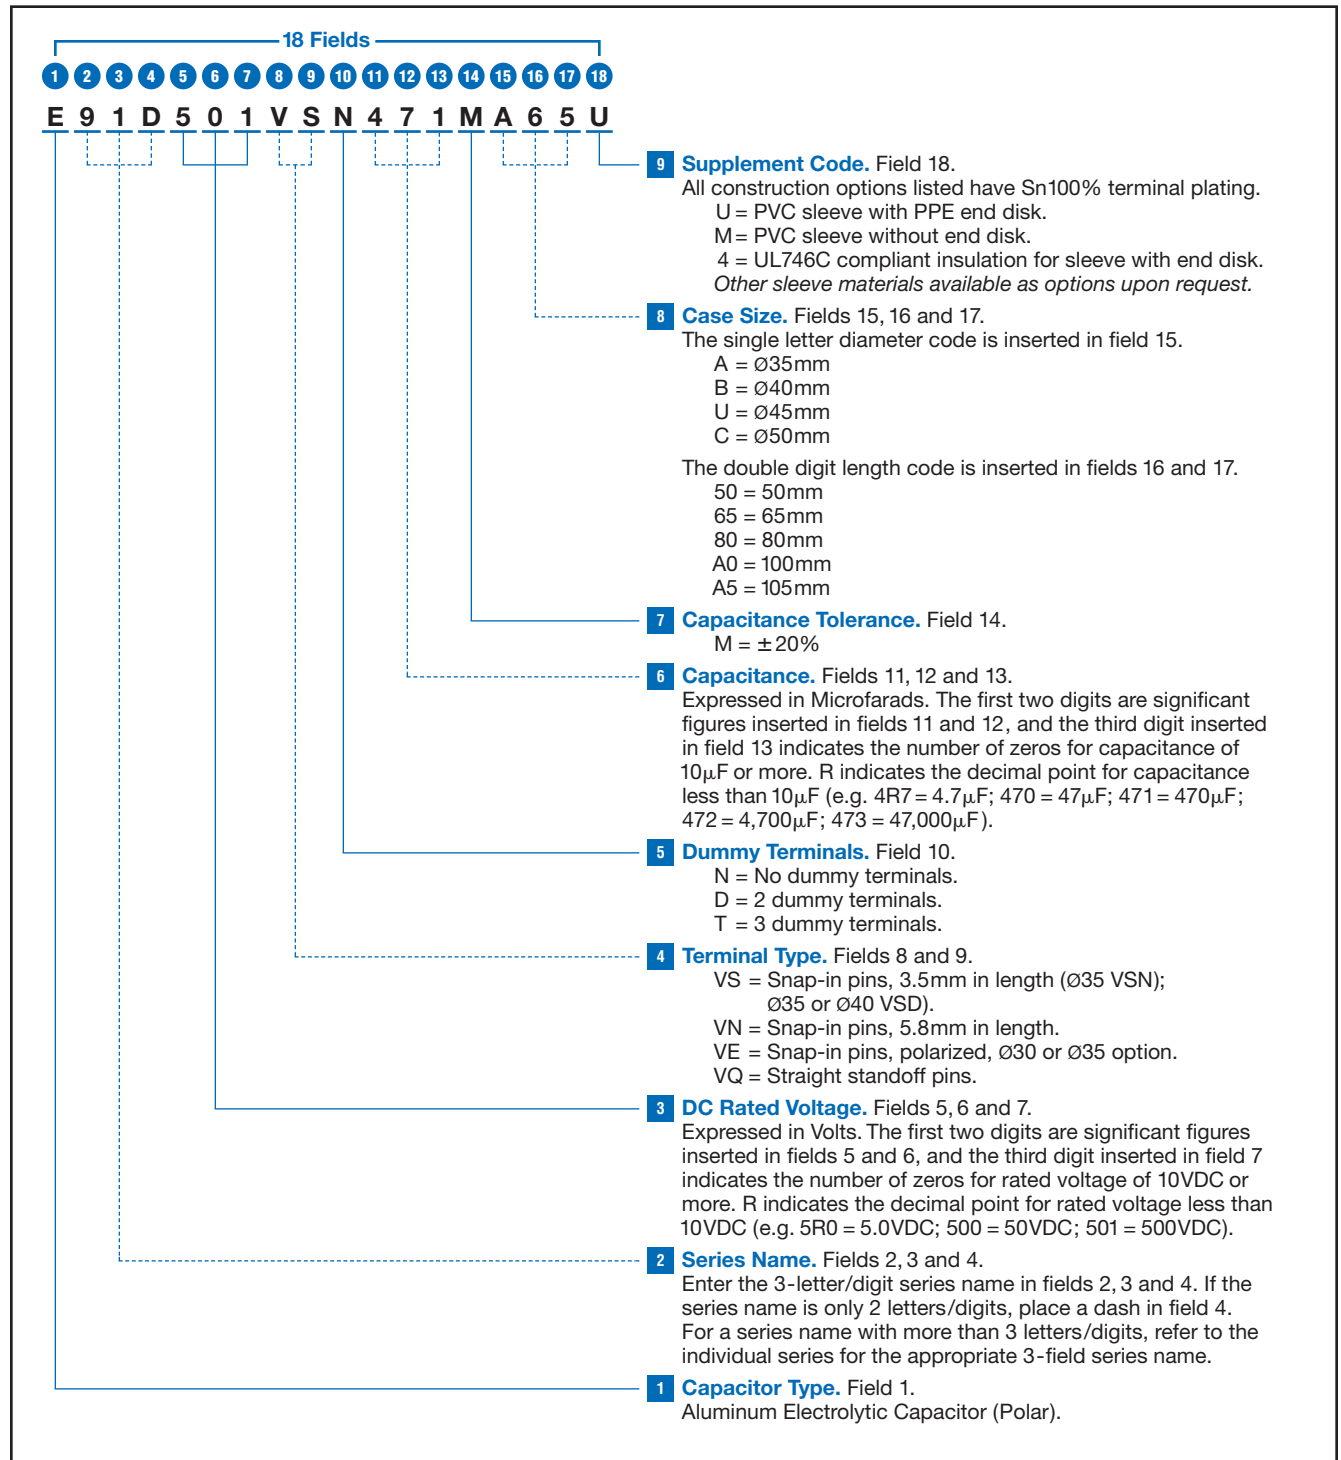 18 Fields
1 2 3 4 5 6 7 8 9 10 11 12 13 14 15 16 17 18
E 9 1 D 5 0 1 V S N 4 7 1 M A 6 5 U
9 Supplement Code. Field 18.
All construction options listed have Sn100% terminal plating.
U = PVC sleeve with PPE end disk.
M = PVC sleeve without end disk.
4 = UL746C compliant insulation for sleeve with end disk.
Other sleeve materials available as options upon request.
8 Case Size. Fields 15, 16 and 17.
The single letter diameter code is inserted in field 15.
A = Ø35mm
B = Ø40mm
U = Ø45mm
C = Ø50mm
The double digit length code is inserted in fields 16 and 17.
50 = 50mm
65 = 65mm
80 = 80mm
A0 = 100mm
A5 = 105mm
7 Capacitance Tolerance. Field 14.
M = ±20%
6 Capacitance. Fields 11, 12 and 13.
Expressed in Microfarads. The first two digits are significant
figures inserted in fields 11 and 12, and the third digit inserted
in field 13 indicates the number of zeros for capacitance of
10µF or more. R indicates the decimal point for capacitance
less than 10µF (e.g. 4R7 = 4.7µF; 470 = 47µF; 471 = 470µF;
472 = 4,700µF; 473 = 47,000µF).
5 Dummy Terminals. Field 10.
N = No dummy terminals.
D = 2 dummy terminals.
T = 3 dummy terminals.
4 Terminal Type. Fields 8 and 9.
VS = Snap-in pins, 3.5mm in length (Ø35 VSN);
Ø35 or Ø40 VSD).
VN = Snap-in pins, 5.8mm in length.
VE = Snap-in pins, polarized, Ø30 or Ø35 option.
VQ = Straight standoff pins.
3 DC Rated Voltage. Fields 5, 6 and 7.
Expressed in Volts. The first two digits are significant figures
inserted in fields 5 and 6, and the third digit inserted in field 7
indicates the number of zeros for rated voltage of 10VDC or
more. R indicates the decimal point for rated voltage less than
10VDC (e.g. 5R0 = 5.0VDC; 500 = 50VDC; 501 = 500VDC).
2 Series Name. Fields 2, 3 and 4.
Enter the 3-letter/digit series name in fields 2, 3 and 4. If the
series name is only 2 letters/digits, place a dash in field 4.
For a series name with more than 3 letters/digits, refer to the
individual series for the appropriate 3-field series name.
1 Capacitor Type. Field 1.
Aluminum Electrolytic Capacitor (Polar).